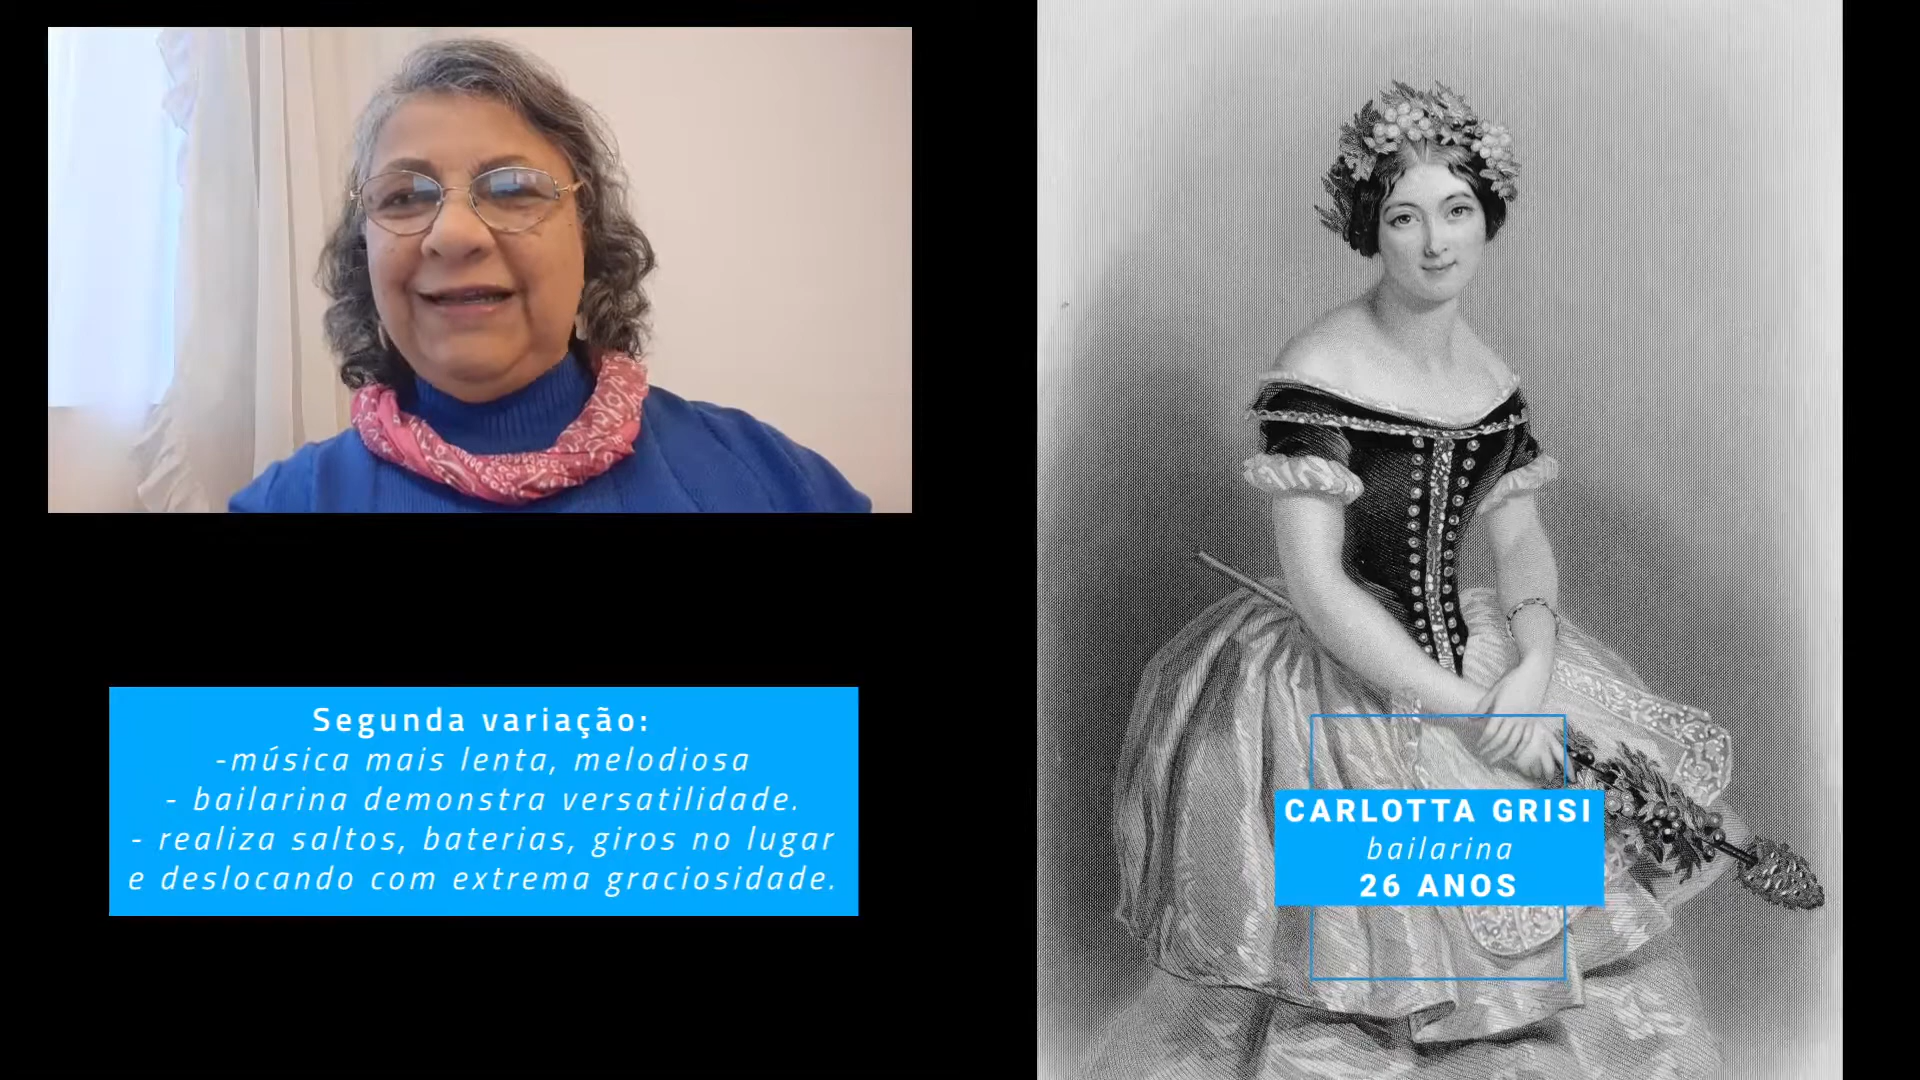 Segunda variação:
-música mais lenta, melodiosa
- bailarina demonstra versatilidade.
- realiza saltos, baterias, giros no lugar
e deslocando com extrema graciosidade.
CARLOTTA GRISI
bailarina
26 ANOS